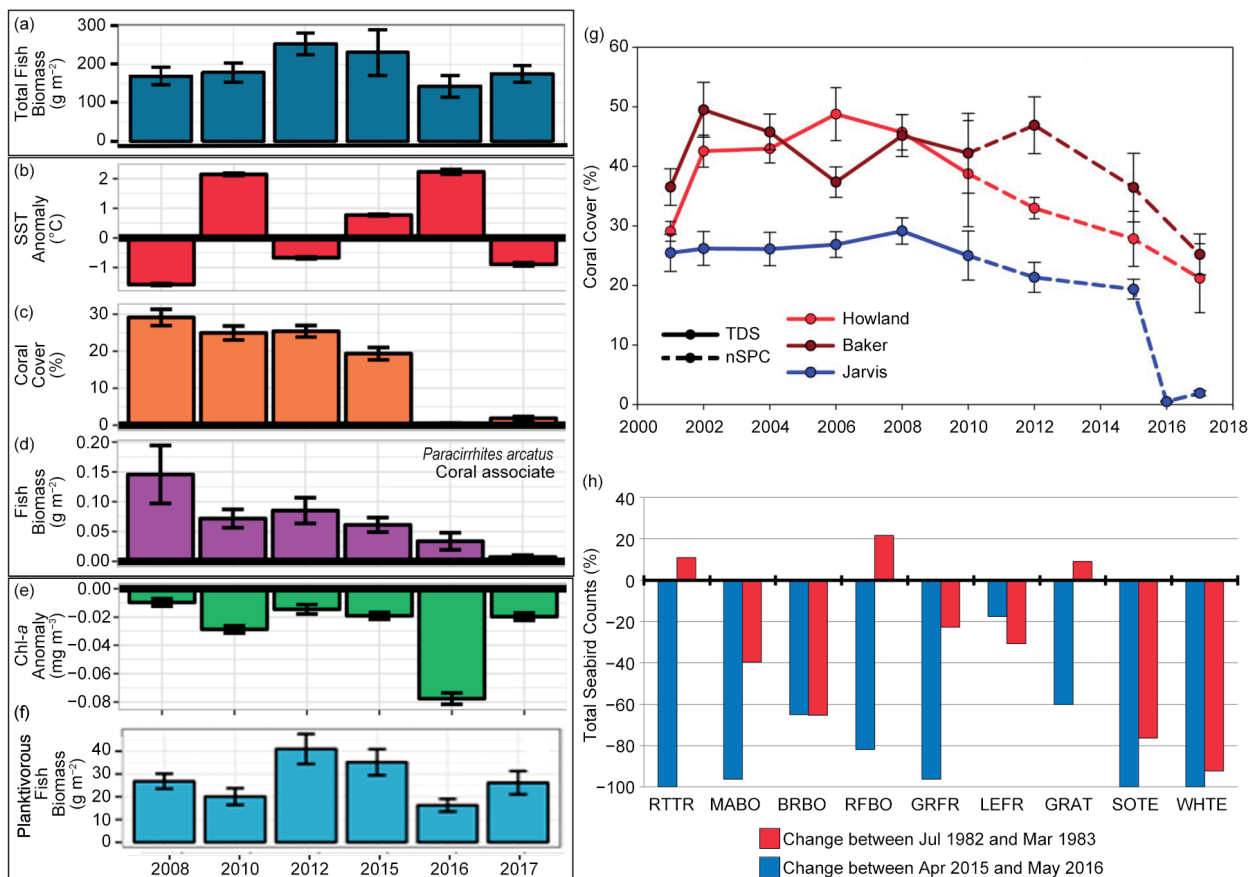 (a)
Total Fish
Biomass
(g m⁻²)
300
200
100
0
(b)
SST
Anomaly
(°C)
2
1
0
−1
(c)
Coral
Cover
(%)
30
20
10
0
(d)
Fish
Biomass
(g m⁻²)
0.20
0.15
0.10
0.05
0.00
Paracirrhites arcatus
Coral associate
(e)
Chl-a
Anomaly
(mg m⁻³)
0.00
−0.02
−0.04
−0.06
−0.08
(f)
Planktivorous
Fish
Biomass
(g m⁻²)
40
30
20
10
0
2008 2010 2012 2015 2016 2017
(g)
Coral Cover (%)
60
50
40
30
20
10
0
TDS
nSPC
Howland
Baker
Jarvis
2000 2002 2004 2006 2008 2010 2012 2014 2016 2018
(h)
Total Seabird Counts (%)
40
20
0
−20
−40
−60
−80
−100
RTTR MABO BRBO RFBO GRFR LEFR GRAT SOTE WHTE
Change between Jul 1982 and Mar 1983
Change between Apr 2015 and May 2016